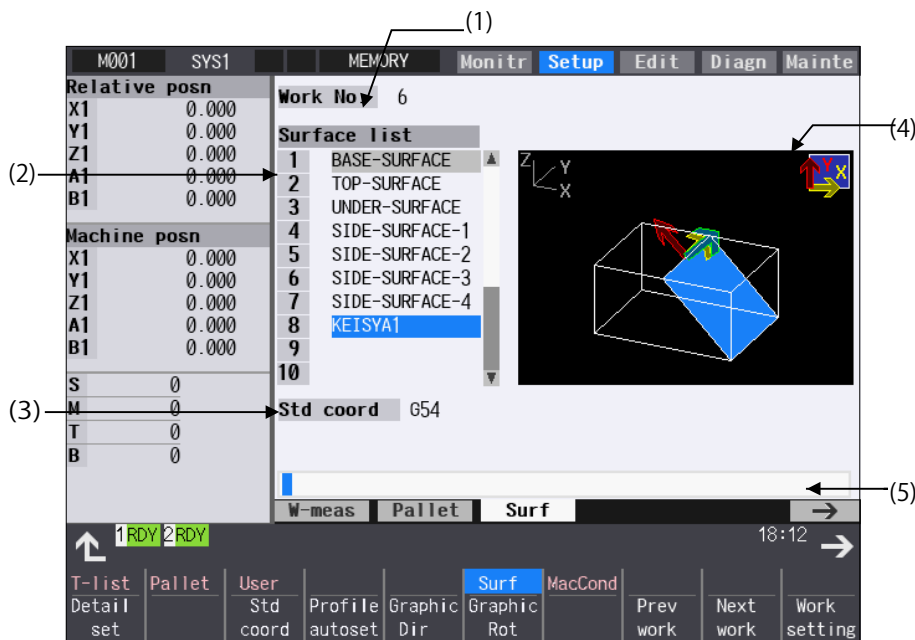 (1)
M001 SYS1 MEMORY Monitr Setup Edit Diagn Mainte
Relative posn
X1 0.000
Y1 0.000
Z1 0.000
A1 0.000
B1 0.000
Machine posn
X1 0.000
Y1 0.000
Z1 0.000
A1 0.000
B1 0.000
S 0
M 0
T 0
B 0
(2)
(3)
Work No. 6
Surface list
1 BASE-SURFACE
2 TOP-SURFACE
3 UNDER-SURFACE
4 SIDE-SURFACE-1
5 SIDE-SURFACE-2
6 SIDE-SURFACE-3
7 SIDE-SURFACE-4
8 KEISYA1
9
10
Z Y X
Y X
(4)
Std coord G54
(5)
W-meas Pallet Surf →
1RDY 2RDY 18:12
T-list Pallet User Surf MacCond
Detail set Std coord Profile autoset Graphic Dir Graphic Rot Prev work Next work Work setting